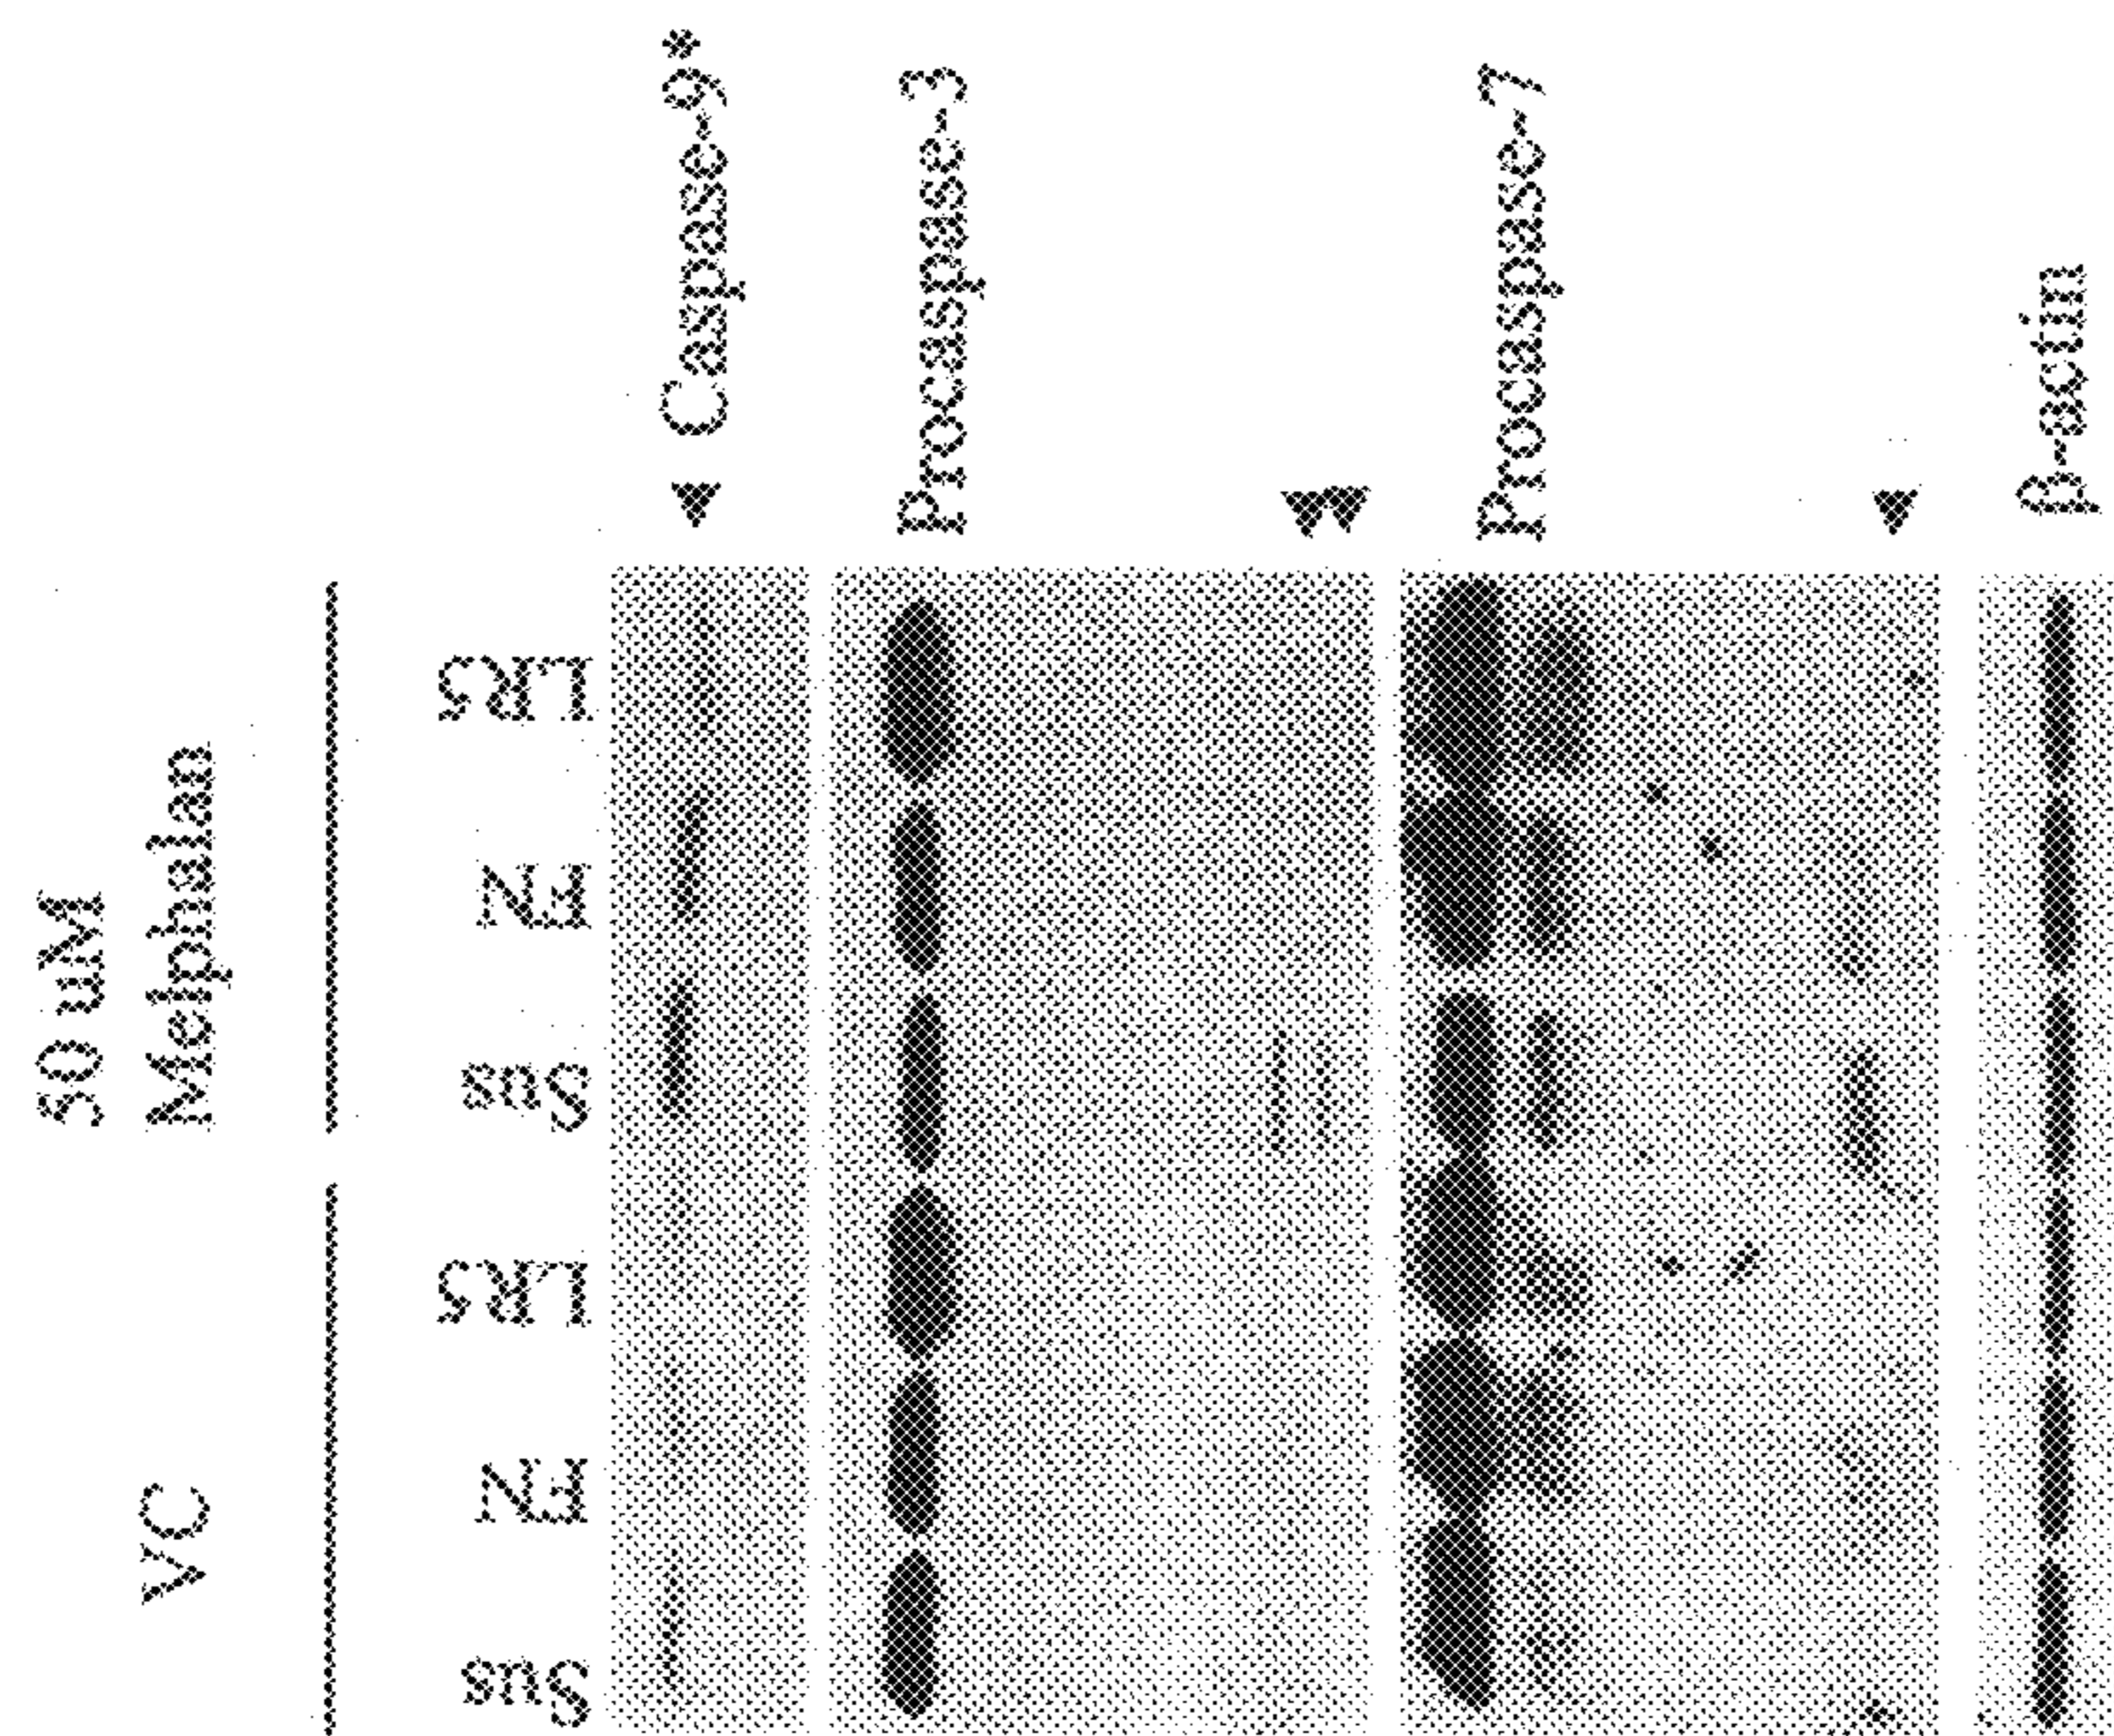 VC
50 uM
Melphalan
Sus
FN
LR5
Sus
FN
LR5
Caspase-9*
Procaspase-3
Procaspase-7
β-actin